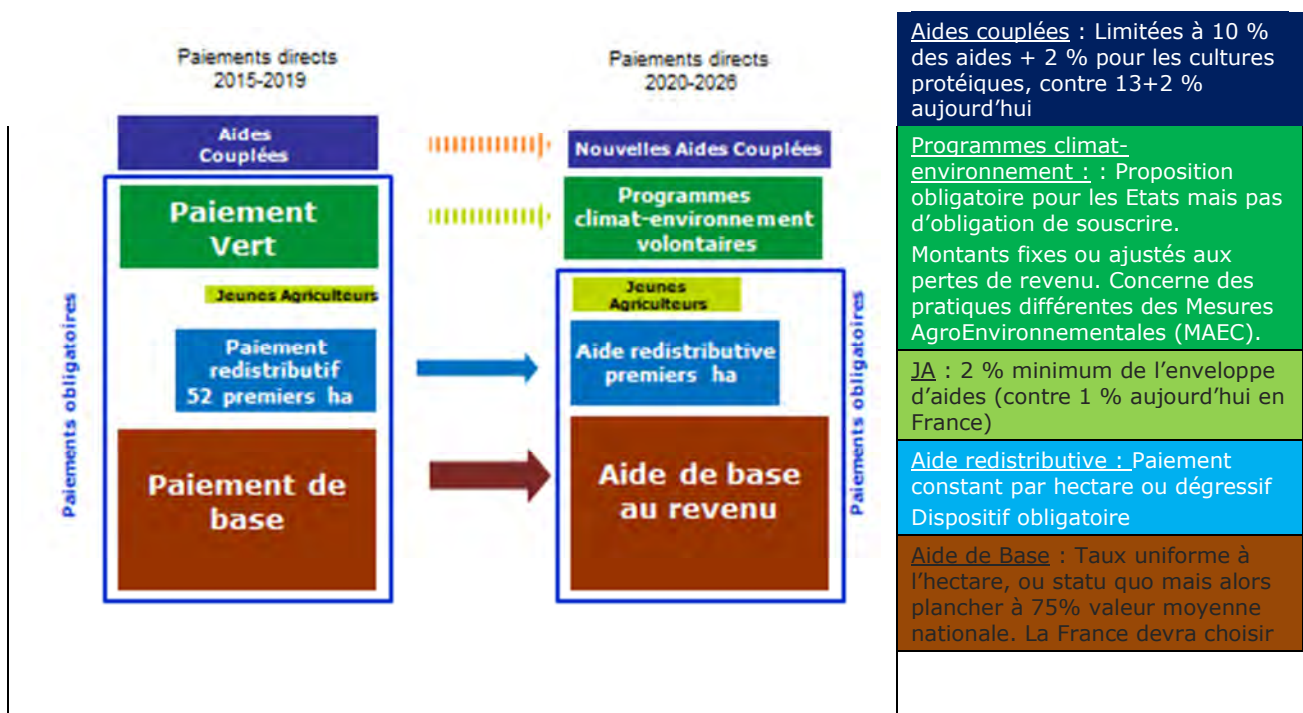 Paiements directs
2015-2019
Aides
Couplées
Paiement
Vert
Jeunes Agriculteurs
Paiement
redistributif
52 premiers ha
Paiement de
base
Paiements obligatoires
Paiements directs
2020-2026
Nouvelles Aides Couplées
Programmes
climat-environnement
volontaires
Jeunes
Agriculteurs
Aide redistributive
premiers ha
Aide de base
au revenu
Paiements obligatoires
Aides couplées : Limitées à 10 %
des aides + 2 % pour les cultures
protéiques, contre 13+2 %
aujourd’hui
Programmes climat-
environnement : : Proposition
obligatoire pour les Etats mais pas
d’obligation de souscrire.
Montants fixes ou ajustés aux
pertes de revenu. Concerne des
pratiques différentes des Mesures
AgroEnvironnementales (MAEC).
JA : 2 % minimum de l’enveloppe
d’aides (contre 1 % aujourd’hui en
France)
Aide redistributive : Paiement
constant par hectare ou dégressif
Dispositif obligatoire
Aide de Base : Taux uniforme à
l’hectare, ou statu quo mais alors
plancher à 75% valeur moyenne
nationale. La France devra choisir